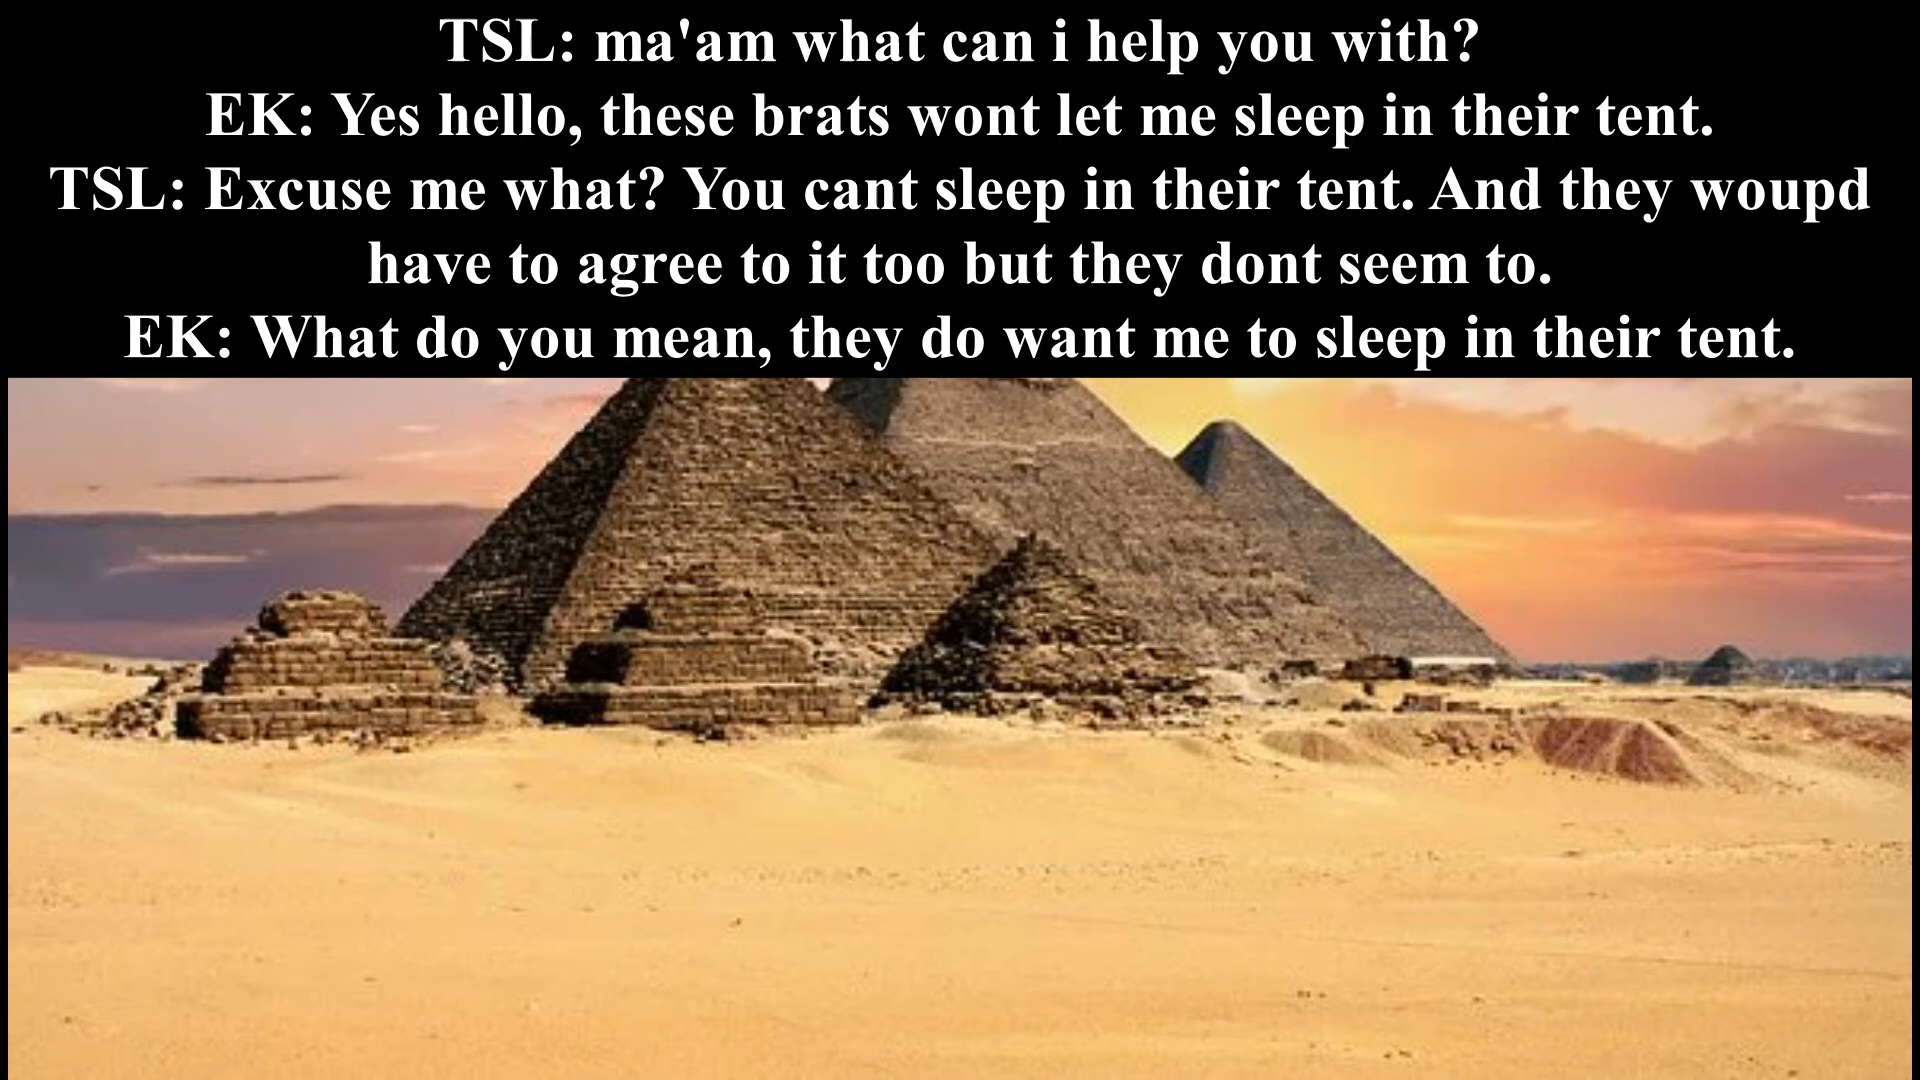 TSL: ma'am what can i help you with?
EK: Yes hello, these brats wont let me sleep in their tent.
TSL: Excuse me what? You cant sleep in their tent. And they woupd
have to agree to it too but they dont seem to.
EK: What do you mean, they do want me to sleep in their tent.